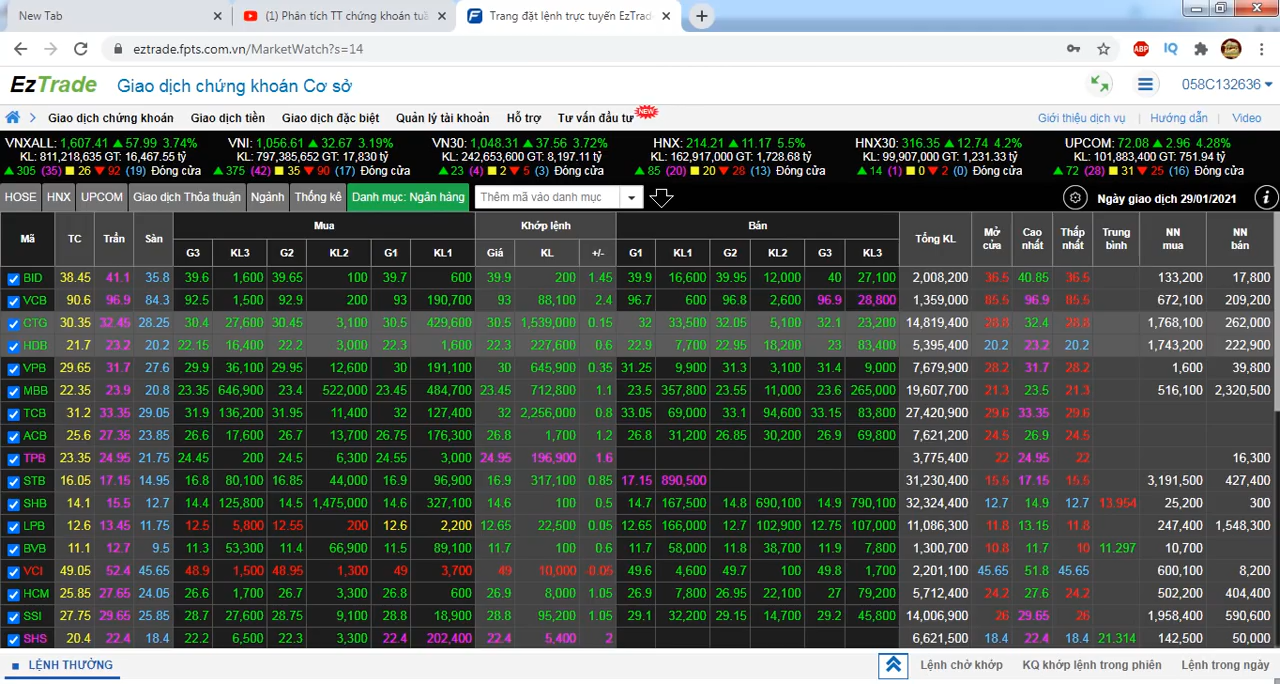 New Tab × (1) Phân tích TT chứng khoán tuầ × Trang đặt lệnh trực tuyến EzTrad ×
eztrade.fpts.com.vn/MarketWatch?s=14 ABP IQ
EzTrade Giao dịch chứng khoán Cơ sở 058C132636
Giao dịch chứng khoán Giao dịch tiền Giao dịch đặc biệt Quản lý tài khoản Hỗ trợ Tư vấn đầu tư NEW Giới thiệu dịch vụ Hướng dẫn Video
VNXALL: 1,607.41 ▲ 57.99 3.74% VNI: 1,056.61 ▲ 32.67 3.19% VN30: 1,048.31 ▲ 37.56 3.72% HNX: 214.21 ▲ 11.17 5.5% HNX30: 316.35 ▲ 12.74 4.2% UPCOM: 72.08 ▲ 2.96 4.28%
KL: 811,218,635 GT: 16,467.55 tỷ KL: 797,385,652 GT: 17,830 tỷ KL: 242,653,600 GT: 8,197.11 tỷ KL: 162,917,000 GT: 1,728.68 tỷ KL: 99,907,000 GT: 1,231.33 tỷ KL: 101,883,400 GT: 751.94 tỷ
▲ 305 (35) ■ 26 ▼ 92 (19) Đóng cửa ▲ 375 (42) ■ 35 ▼ 90 (17) Đóng cửa ▲ 23 (4) ■ 2 ▼ 5 (3) Đóng cửa ▲ 85 (20) ■ 20 ▼ 28 (13) Đóng cửa ▲ 14 (1) ■ 0 ▼ 2 (0) Đóng cửa ▲ 72 (28) ■ 31 ▼ 25 (16) Đóng cửa
HOSE HNX UPCOM Giao dịch Thỏa thuận Ngành Thống kê Danh mục: Ngân hàng Thêm mã vào danh mục Ngày giao dịch 29/01/2021 i
Mã TC Trần Sàn Mua Khớp lệnh Bán Tổng KL Mở cửa Cao nhất Thấp nhất Trung bình NN mua NN bán
G3 KL3 G2 KL2 G1 KL1 Giá KL +/- G1 KL1 G2 KL2 G3 KL3
BID 38.45 41.1 35.8 39.6 1,600 39.65 100 39.7 600 39.9 200 1.45 39.9 16,600 39.95 12,000 40 27,100 2,008,200 36.5 40.85 36.5 133,200 17,800
VCB 90.6 96.9 84.3 92.5 1,500 92.9 200 93 190,700 93 88,100 2.4 96.7 600 96.8 2,600 96.9 28,800 1,359,000 85.5 96.9 85.5 672,100 209,200
CTG 30.35 32.45 28.25 30.4 27,600 30.45 3,100 30.5 429,600 30.5 1,539,000 0.15 32 33,500 32.05 5,100 32.1 23,200 14,819,400 28.8 32.4 28.8 1,768,100 262,000
HDB 21.7 23.2 20.2 22.15 16,400 22.2 3,000 22.3 1,600 22.3 227,600 0.6 22.9 7,700 22.95 18,200 23 83,400 5,395,400 20.2 23.2 20.2 1,743,200 222,900
VPB 29.65 31.7 27.6 29.9 36,100 29.95 12,600 30 191,100 30 645,900 0.35 31.25 9,900 31.3 3,100 31.4 9,000 7,679,900 28.2 31.7 28.2 1,600 39,800
MBB 22.35 23.9 20.8 23.35 646,900 23.4 522,000 23.45 484,700 23.45 712,800 1.1 23.5 357,800 23.55 11,000 23.6 265,000 19,607,700 21.3 23.5 21.3 516,100 2,320,500
TCB 31.2 33.35 29.05 31.9 136,200 31.95 11,400 32 127,400 32 2,256,000 0.8 33.05 69,000 33.1 94,600 33.15 83,800 27,420,900 29.6 33.35 29.6
ACB 25.6 27.35 23.85 26.6 17,600 26.7 13,700 26.75 176,300 26.8 1,700 1.2 26.8 31,200 26.85 30,200 26.9 69,800 7,621,200 24.5 26.9 24.5
TPB 23.35 24.95 21.75 24.45 200 24.5 6,300 24.55 3,000 24.95 196,900 1.6 3,775,400 22 24.95 22 16,300
STB 16.05 17.15 14.95 16.8 80,100 16.85 44,000 16.9 96,900 16.9 317,100 0.85 17.15 890,500 31,230,400 15.5 17.15 15.5 3,191,500 427,400
SHB 14.1 15.5 12.7 14.4 125,800 14.5 1,475,000 14.6 327,100 14.6 100 0.5 14.7 167,500 14.8 690,100 14.9 790,100 32,324,400 12.7 14.9 12.7 13.954 25,200 300
LPB 12.6 13.45 11.75 12.5 5,800 12.55 200 12.6 2,200 12.65 22,500 0.05 12.65 166,000 12.7 102,900 12.75 107,000 11,086,300 11.8 13.15 11.8 247,400 1,548,300
BVB 11.1 12.7 9.5 11.3 53,300 11.4 66,900 11.5 89,100 11.7 100 0.6 11.7 58,000 11.8 38,700 11.9 7,800 1,300,700 10.8 11.7 10 11.297 10,700
VCI 49.05 52.4 45.65 48.9 1,500 48.95 1,300 49 3,700 49 10,000 -0.05 49.6 4,600 49.7 100 49.8 1,700 2,201,100 45.65 51.8 45.65 600,100 8,200
HCM 25.85 27.65 24.05 26.6 1,700 26.7 3,300 26.8 600 26.9 8,000 1.05 26.9 7,800 26.95 22,100 27 79,200 5,712,400 24.2 27.6 24.2 502,200 404,400
SSI 27.75 29.65 25.85 28.7 27,600 28.75 9,100 28.8 18,900 28.8 95,200 1.05 29.1 32,200 29.15 14,700 29.2 45,800 14,006,900 26 29.65 26 1,958,400 590,600
SHS 20.4 22.4 18.4 22.2 6,500 22.3 3,300 22.4 202,400 22.4 5,400 2 6,621,500 18.4 22.4 18.4 21.314 142,500 50,000
LỆNH THƯỜNG Lệnh chờ khớp KQ khớp lệnh trong phiên Lệnh trong ngày